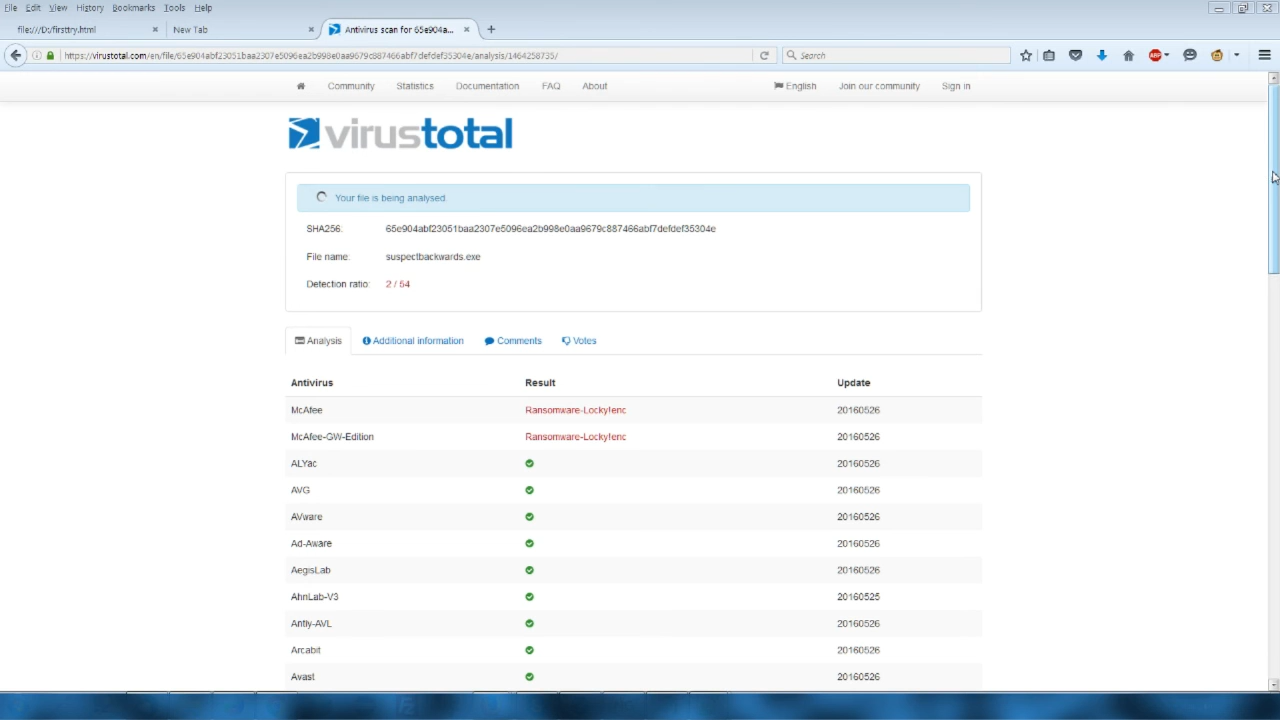 File Edit View History Bookmarks Tools Help
file:///D:/firsttry.html × New Tab × Antivirus scan for 65e904a... × +
https://virustotal.com/en/file/65e904abf23051baa2307e5096ea2b998e0aa9679c887466abf7defdef35304e/analysis/1464258735/ Search ABP
Community Statistics Documentation FAQ About English Join our community Sign in
virustotal
Your file is being analysed.
SHA256: 65e904abf23051baa2307e5096ea2b998e0aa9679c887466abf7defdef35304e
File name: suspectbackwards.exe
Detection ratio: 2 / 54
Analysis Additional information Comments Votes
Antivirus Result Update
McAfee Ransomware-Locky!enc 20160526
McAfee-GW-Edition Ransomware-Locky!enc 20160526
ALYac 20160526
AVG 20160526
AVware 20160526
Ad-Aware 20160526
AegisLab 20160526
AhnLab-V3 20160525
Antiy-AVL 20160526
Arcabit 20160526
Avast 20160526